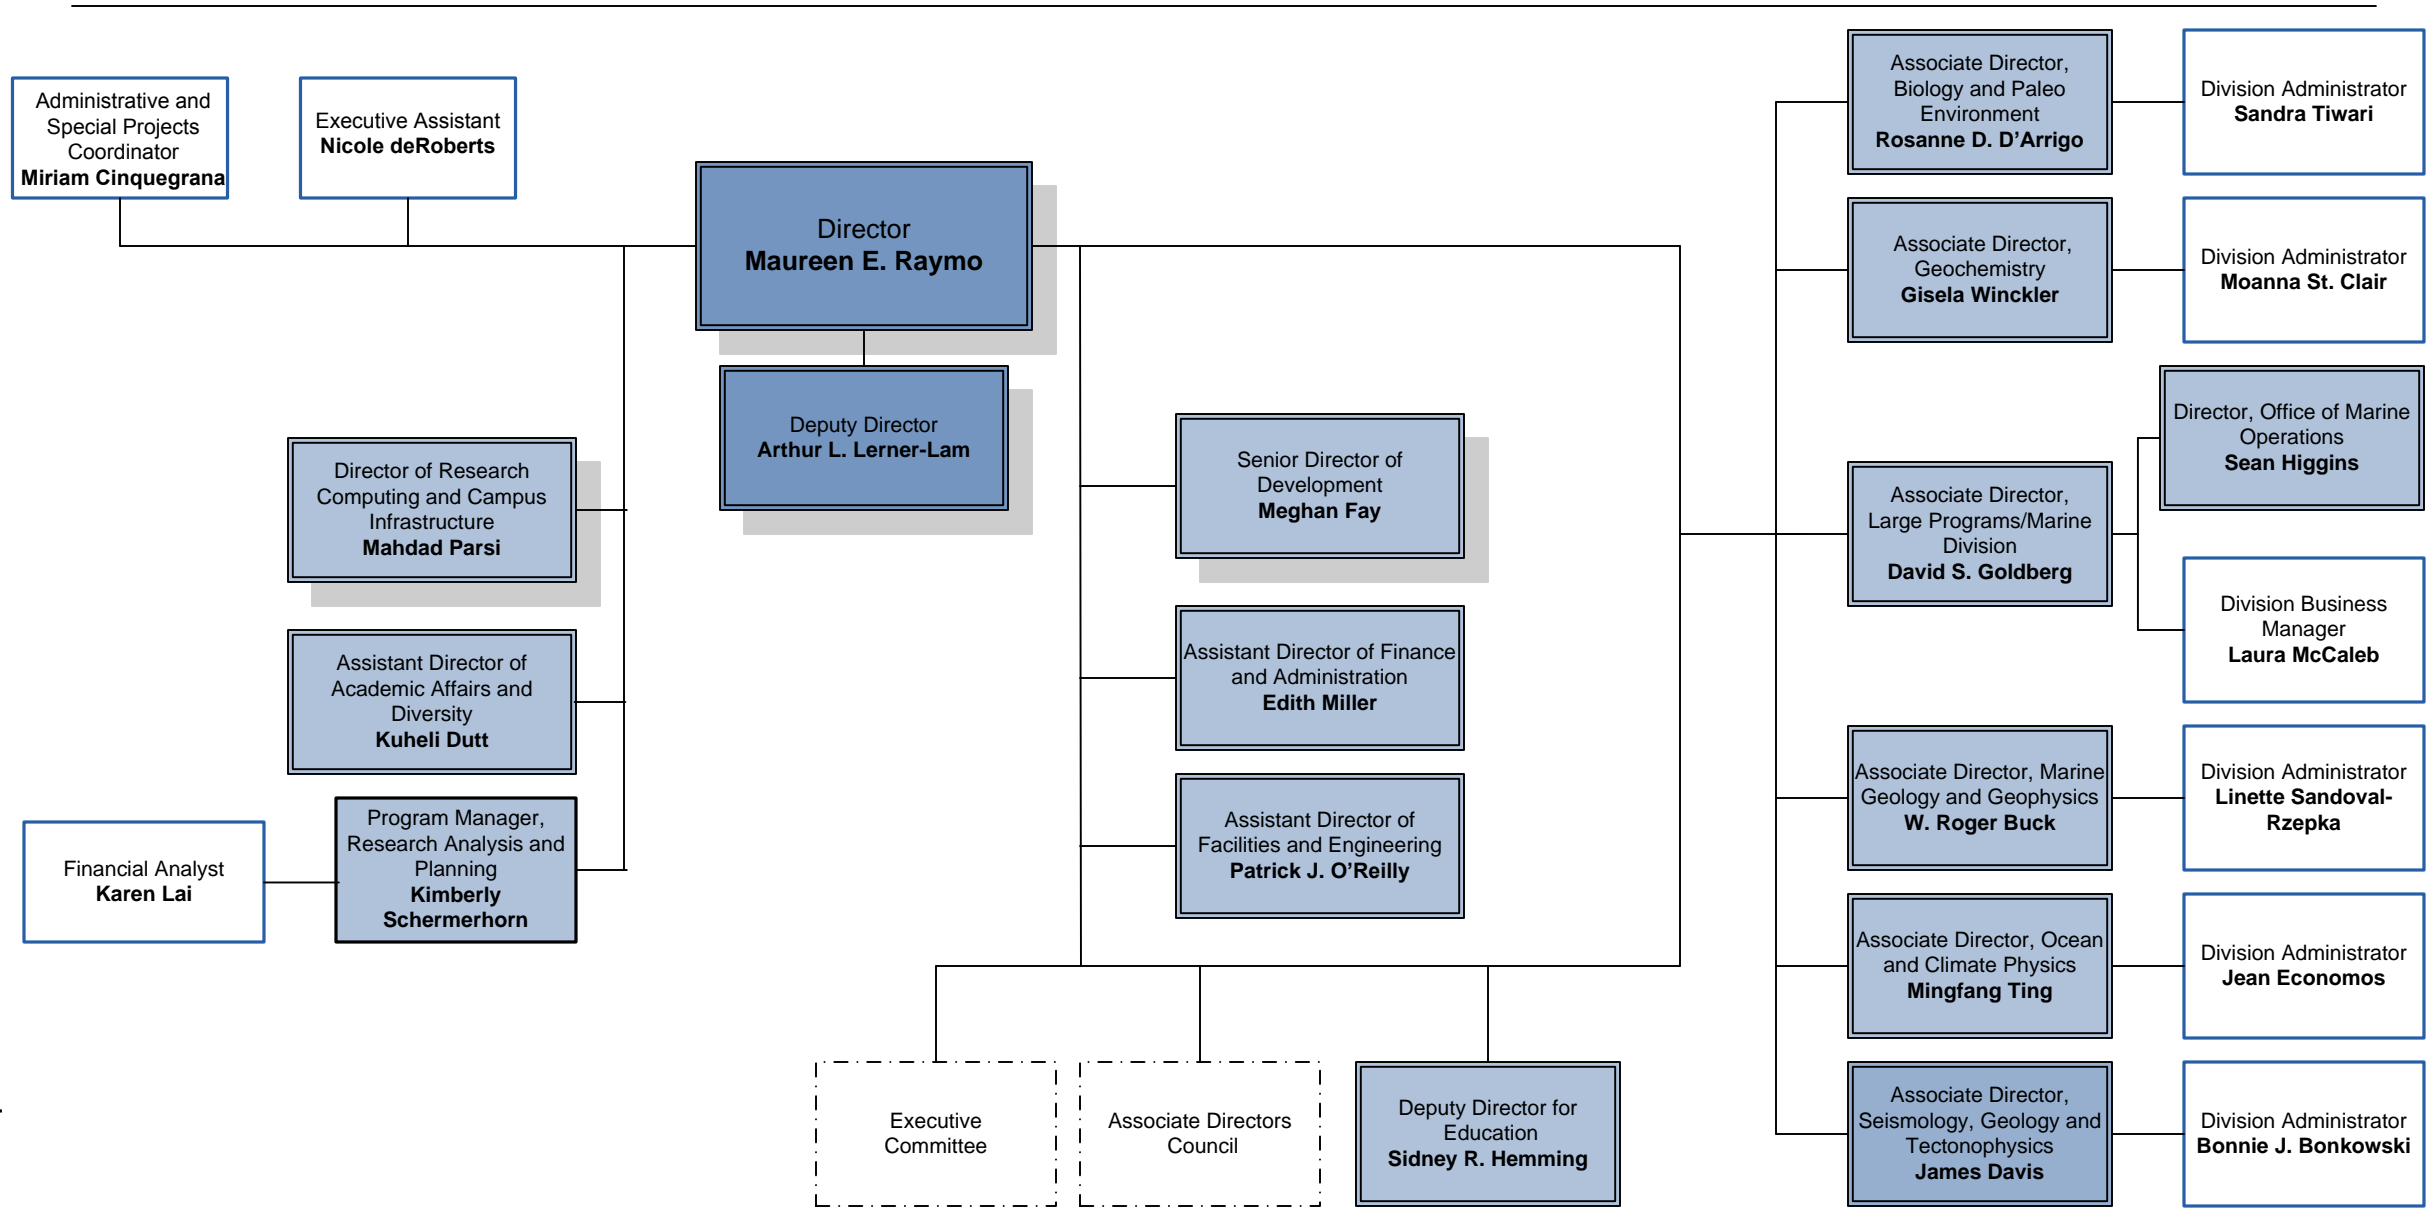 Administrative and
Special Projects
Coordinator
Miriam Cinquegrana
Executive Assistant
Nicole deRoberts
Director
Maureen E. Raymo
Deputy Director
Arthur L. Lerner-Lam
Director of Research
Computing and Campus
Infrastructure
Mahdad Parsi
Assistant Director of
Academic Affairs and
Diversity
Kuheli Dutt
Program Manager,
Research Analysis and
Planning
Kimberly
Schermerhorn
Financial Analyst
Karen Lai
Senior Director of
Development
Meghan Fay
Assistant Director of Finance
and Administration
Edith Miller
Assistant Director of
Facilities and Engineering
Patrick J. O’Reilly
Executive
Committee
Associate Directors
Council
Deputy Director for
Education
Sidney R. Hemming
Associate Director,
Biology and Paleo
Environment
Rosanne D. D’Arrigo
Division Administrator
Sandra Tiwari
Associate Director,
Geochemistry
Gisela Winckler
Division Administrator
Moanna St. Clair
Associate Director,
Large Programs/Marine
Division
David S. Goldberg
Director, Office of Marine
Operations
Sean Higgins
Division Business
Manager
Laura McCaleb
Associate Director, Marine
Geology and Geophysics
W. Roger Buck
Division Administrator
Linette Sandoval-
Rzepka
Associate Director, Ocean
and Climate Physics
Mingfang Ting
Division Administrator
Jean Economos
Associate Director,
Seismology, Geology and
Tectonophysics
James Davis
Division Administrator
Bonnie J. Bonkowski